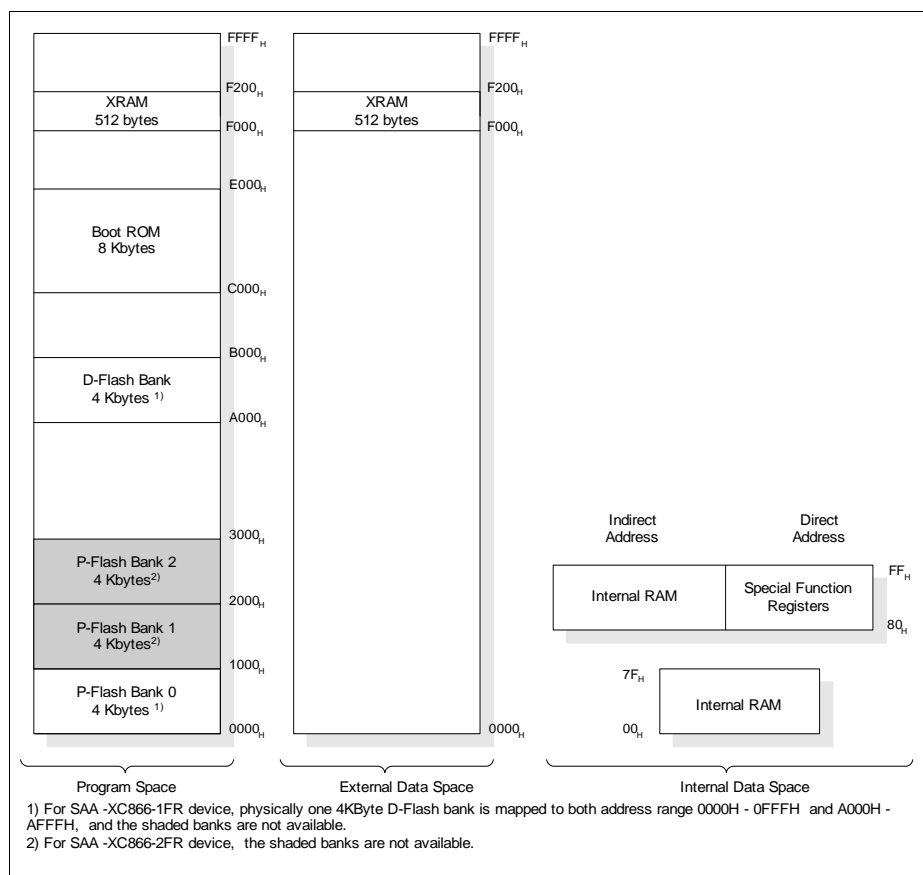 FFFFH
F200H
XRAM
512 bytes
F000H
E000H
Boot ROM
8 Kbytes
C000H
B000H
D-Flash Bank
4 Kbytes 1)
A000H
3000H
P-Flash Bank 2
4 Kbytes2)
2000H
P-Flash Bank 1
4 Kbytes2)
1000H
P-Flash Bank 0
4 Kbytes 1)
0000H
Program Space
FFFFH
F200H
XRAM
512 bytes
F000H
0000H
External Data Space
Indirect
Address
Direct
Address
FFH
Internal RAM
Special Function
Registers
80H
7FH
Internal RAM
00H
Internal Data Space
1) For SAA -XC866-1FR device, physically one 4KByte D-Flash bank is mapped to both address range 0000H - 0FFFH and A000H -
AFFFH, and the shaded banks are not available.
2) For SAA -XC866-2FR device, the shaded banks are not available.